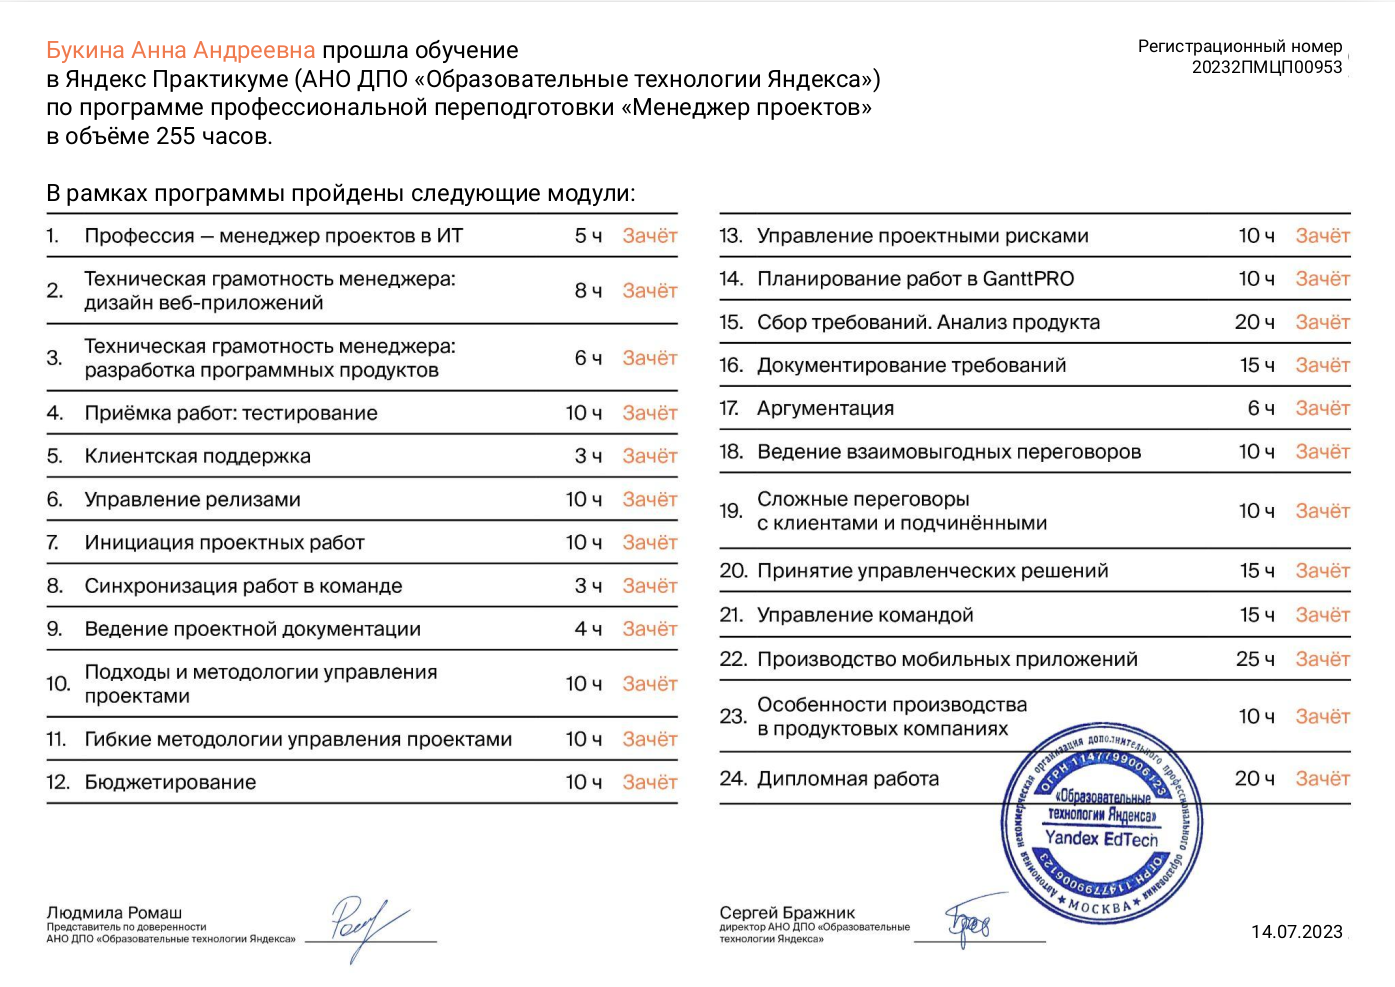 Букина Анна Андреевна прошла обучение
в Яндекс Практикуме (АНО ДПО «Образовательные технологии Яндекса»)
по программе профессиональной переподготовки «Менеджер проектов»
в объёме 255 часов.
Регистрационный номер
20232ПМЦП00953
В рамках программы пройдены следующие модули:
1. Профессия — менеджер проектов в ИТ 5 ч Зачёт
2. Техническая грамотность менеджера:
дизайн веб-приложений 8 ч Зачёт
3. Техническая грамотность менеджера:
разработка программных продуктов 6 ч Зачёт
4. Приёмка работ: тестирование 10 ч Зачёт
5. Клиентская поддержка 3 ч Зачёт
6. Управление релизами 10 ч Зачёт
7. Инициация проектных работ 10 ч Зачёт
8. Синхронизация работ в команде 3 ч Зачёт
9. Ведение проектной документации 4 ч Зачёт
10. Подходы и методологии управления
проектами 10 ч Зачёт
11. Гибкие методологии управления проектами 10 ч Зачёт
12. Бюджетирование 10 ч Зачёт
13. Управление проектными рисками 10 ч Зачёт
14. Планирование работ в GanttPRO 10 ч Зачёт
15. Сбор требований. Анализ продукта 20 ч Зачёт
16. Документирование требований 15 ч Зачёт
17. Аргументация 6 ч Зачёт
18. Ведение взаимовыгодных переговоров 10 ч Зачёт
19. Сложные переговоры
с клиентами и подчинёнными 10 ч Зачёт
20. Принятие управленческих решений 15 ч Зачёт
21. Управление командой 15 ч Зачёт
22. Производство мобильных приложений 25 ч Зачёт
23. Особенности производства
в продуктовых компаниях 10 ч Зачёт
24. Дипломная работа 20 ч Зачёт
Автономная некоммерческая организация дополнительного профессионального образования
ОГРН 1147799006123
«Образовательные
технологии Яндекса»
Yandex EdTech
ОГРН 1147799006123
★ МОСКВА ★
Людмила Ромаш
Представитель по доверенности
АНО ДПО «Образовательные технологии Яндекса»
Сергей Бражник
директор АНО ДПО «Образовательные
технологии Яндекса»
14.07.2023